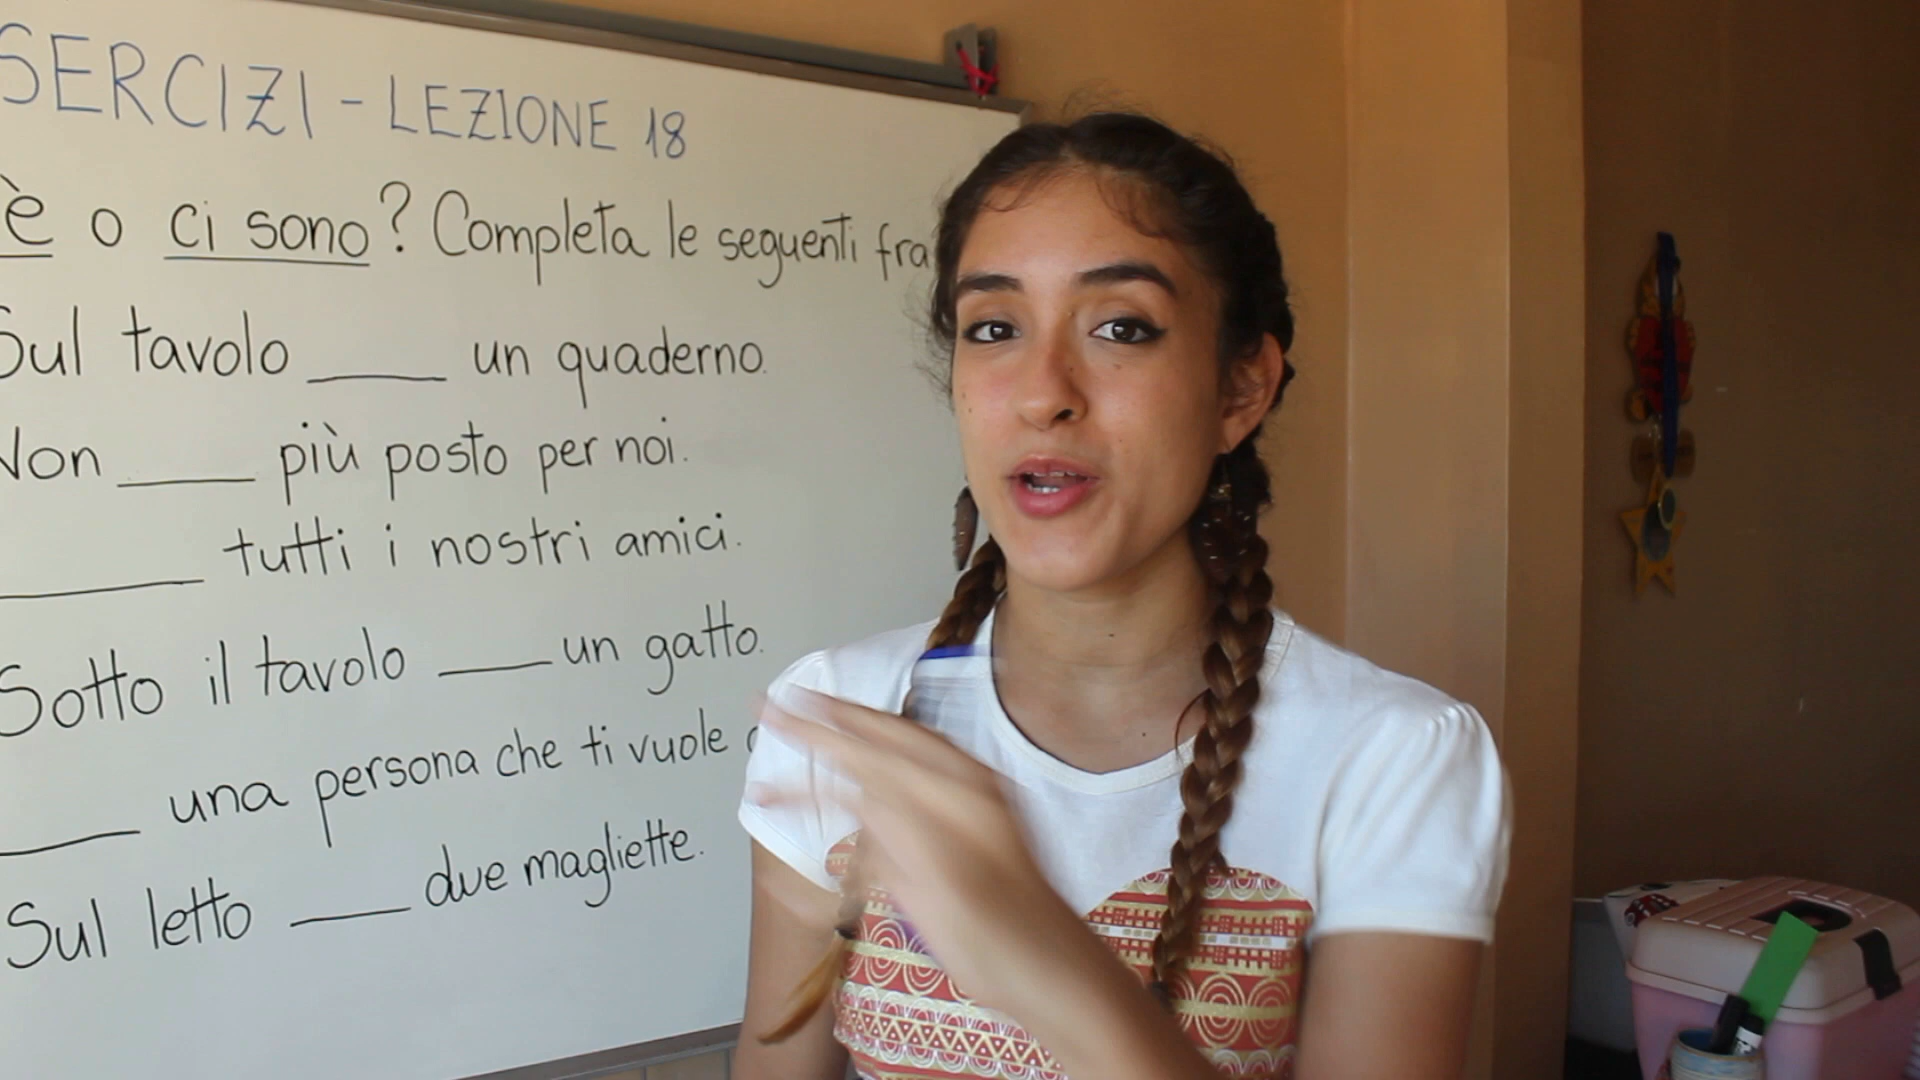 SERCIZI - LEZIONE 18
è o ci sono? Completa le seguenti fra
Sul tavolo ____ un quaderno.
Non ____ più posto per noi.
____ tutti i nostri amici.
Sotto il tavolo ____ un gatto.
____ una persona che ti vuole
Sul letto ____ due magliette.